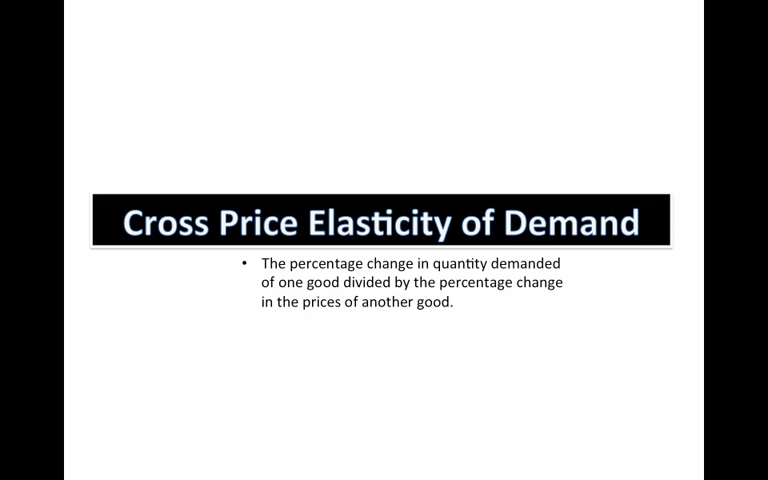 Cross Price Elasticity of Demand
• The percentage change in quantity demanded
of one good divided by the percentage change
in the prices of another good.